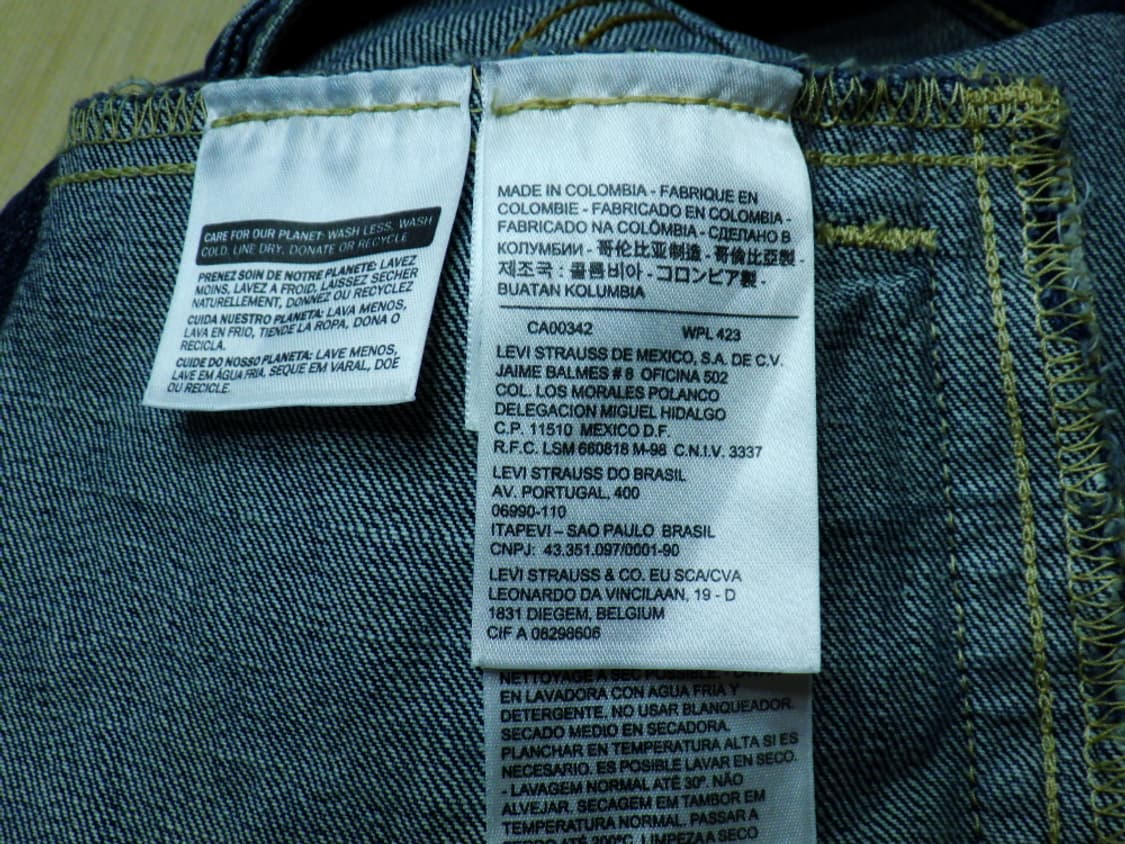 CARE FOR OUR PLANET: WASH LESS, WASH
COLD, LINE DRY, DONATE OR RECYCLE
PRENEZ SOIN DE NOTRE PLANETE: LAVEZ
MOINS, LAVEZ A FROID, LAISSEZ SECHER
NATURELLEMENT, DONNEZ OU RECYCLEZ
CUIDA NUESTRO PLANETA: LAVA MENOS,
LAVA EN FRIO, TIENDE LA ROPA, DONA O
RECICLA.
CUIDE DO NOSSO PLANETA: LAVE MENOS,
LAVE EM ÁGUA FRIA, SEQUE EM VARAL, DOE
OU RECICLE.
MADE IN COLOMBIA - FABRIQUE EN
COLOMBIE - FABRICADO EN COLOMBIA -
FABRICADO NA COLÔMBIA - СДЕЛАНО В
КОЛУМБИИ - 哥伦比亚制造 - 哥倫比亞製 -
제조국 : 콜롬비아 - コロンビア製 -
BUATAN KOLUMBIA
CA00342 WPL 423
LEVI STRAUSS DE MEXICO, S.A. DE C.V.
JAIME BALMES # 8 OFICINA 502
COL. LOS MORALES POLANCO
DELEGACION MIGUEL HIDALGO
C.P. 11510 MEXICO D.F.
R.F.C. LSM 660818 M-98 C.N.I.V. 3337
LEVI STRAUSS DO BRASIL
AV. PORTUGAL, 400
06990-110
ITAPEVI – SAO PAULO BRASIL
CNPJ: 43.351.097/0001-90
LEVI STRAUSS & CO. EU SCA/CVA
LEONARDO DA VINCILAAN, 19 - D
1831 DIEGEM, BELGIUM
CIF A 08298606
NETTOYAGE A SEC POSSIBLE. -
EN LAVADORA CON AGUA FRIA Y
DETERGENTE. NO USAR BLANQUEADOR.
SECADO MEDIO EN SECADORA.
PLANCHAR EN TEMPERATURA ALTA SI ES
NECESARIO. ES POSIBLE LAVAR EN SECO.
- LAVAGEM NORMAL ATÉ 30º. NÃO
ALVEJAR. SECAGEM EM TAMBOR EM
TEMPERATURA NORMAL. PASSAR A
FERRO ATÉ 200ºC. LIMPEZA A SECO